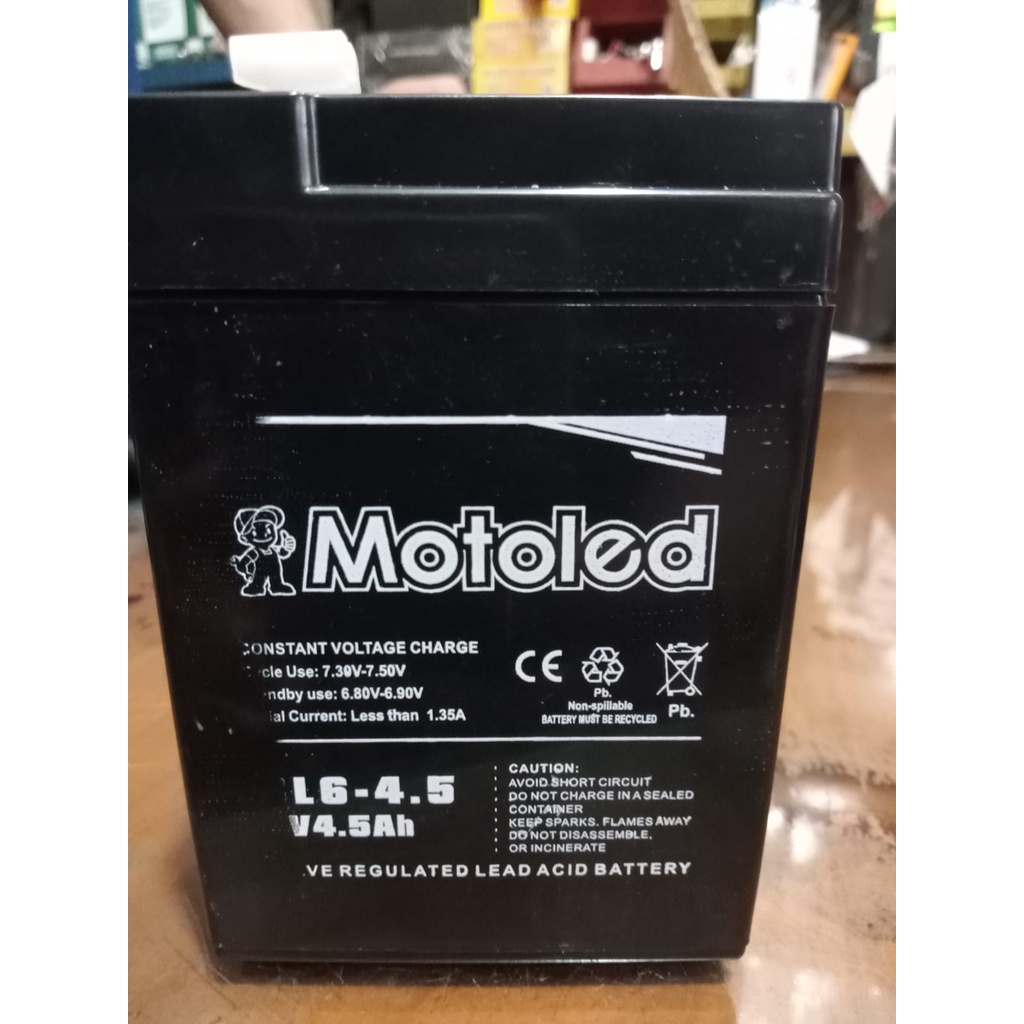 Motoled
CONSTANT VOLTAGE CHARGE
Use: 7.30V-7.50V
use: 6.80V-6.90V
Current: Less than 1.35A
CE
Pb.
Non-spillable
BATTERY MUST BE RECYCLED
Pb.
L6-4.5
V4.5Ah
CAUTION:
AVOID SHORT CIRCUIT
DO NOT CHARGE IN A SEALED
CONTAINER
KEEP SPARKS. FLAMES AWAY
DO NOT DISASSEMBLE,
OR INCINERATE
VE REGULATED LEAD ACID BATTERY